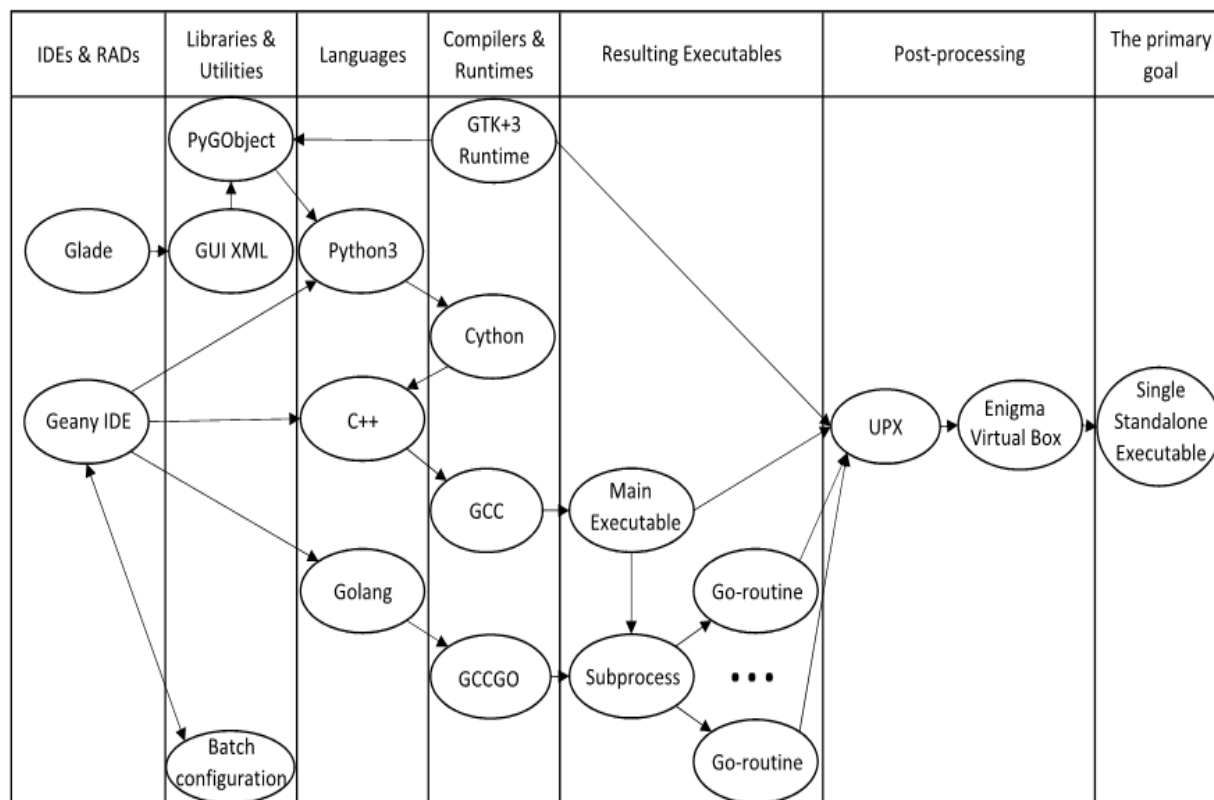 IDEs & RADs
Libraries &
Utilities
Languages
Compilers &
Runtimes
Resulting Executables
Post-processing
The primary
goal
PyGObject
GTK+3
Runtime
Glade
GUI XML
Python3
Cython
Geany IDE
C++
UPX
Enigma
Virtual Box
Single
Standalone
Executable
GCC
Main
Executable
Golang
Go-routine
GCCGO
Subprocess
...
Go-routine
Batch
configuration